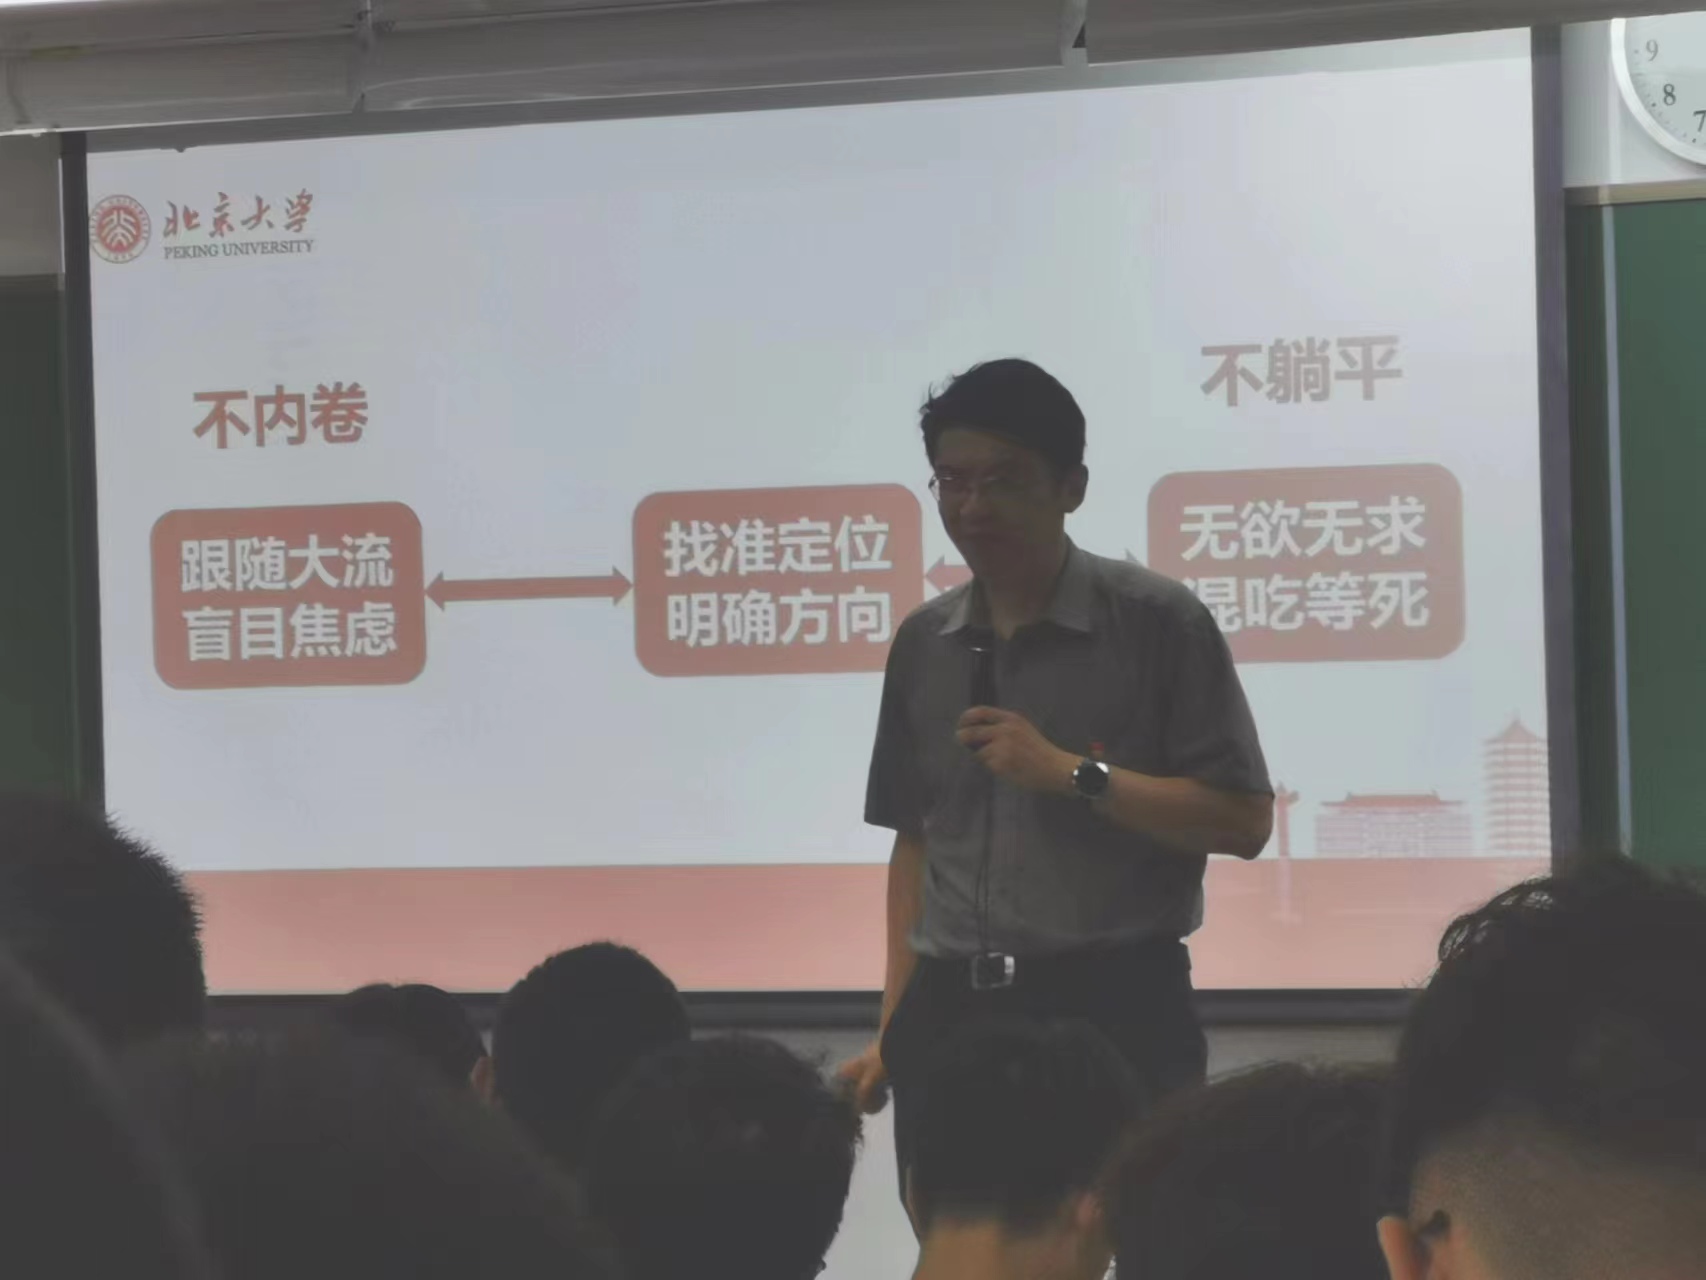 北京大学
PEKING UNIVERSITY
不内卷
不躺平
跟随大流
盲目焦虑
找准定位
明确方向
无欲无求
混吃等死
9
8
7